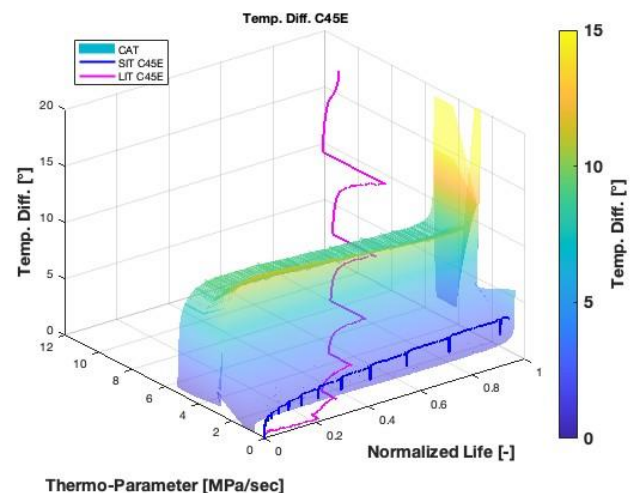 Temp. Diff. C45E
CAT
SIT C45E
LIT C45E
Temp. Diff. [°]
20
15
10
5
0
12
10
8
6
4
2
0
Thermo-Parameter [MPa/sec]
0
0.2
0.4
0.6
0.8
1
Normalized Life [-]
15
10
5
0
Temp. Diff. [°]